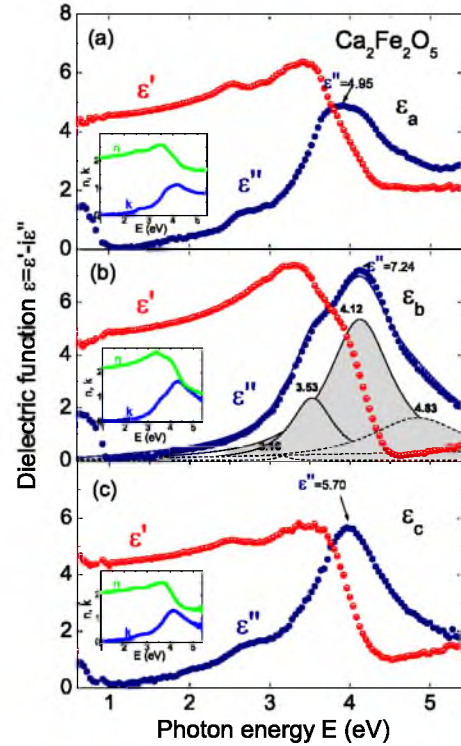 (a)
Ca2Fe2O5
ε'
ε''=4.95
εa
ε''
n
k
n, k
E (eV)
(b)
ε''=7.24
εb
ε'
4.12
3.53
4.83
ε''
n
k
n, k
E (eV)
(c)
ε''=5.70
εc
ε'
ε''
n
k
n, k
E (eV)
Dielectric function ε=ε'-iε''
8
6
4
2
0
6
4
2
0
6
4
2
0
1 2 3 4 5
Photon energy E (eV)